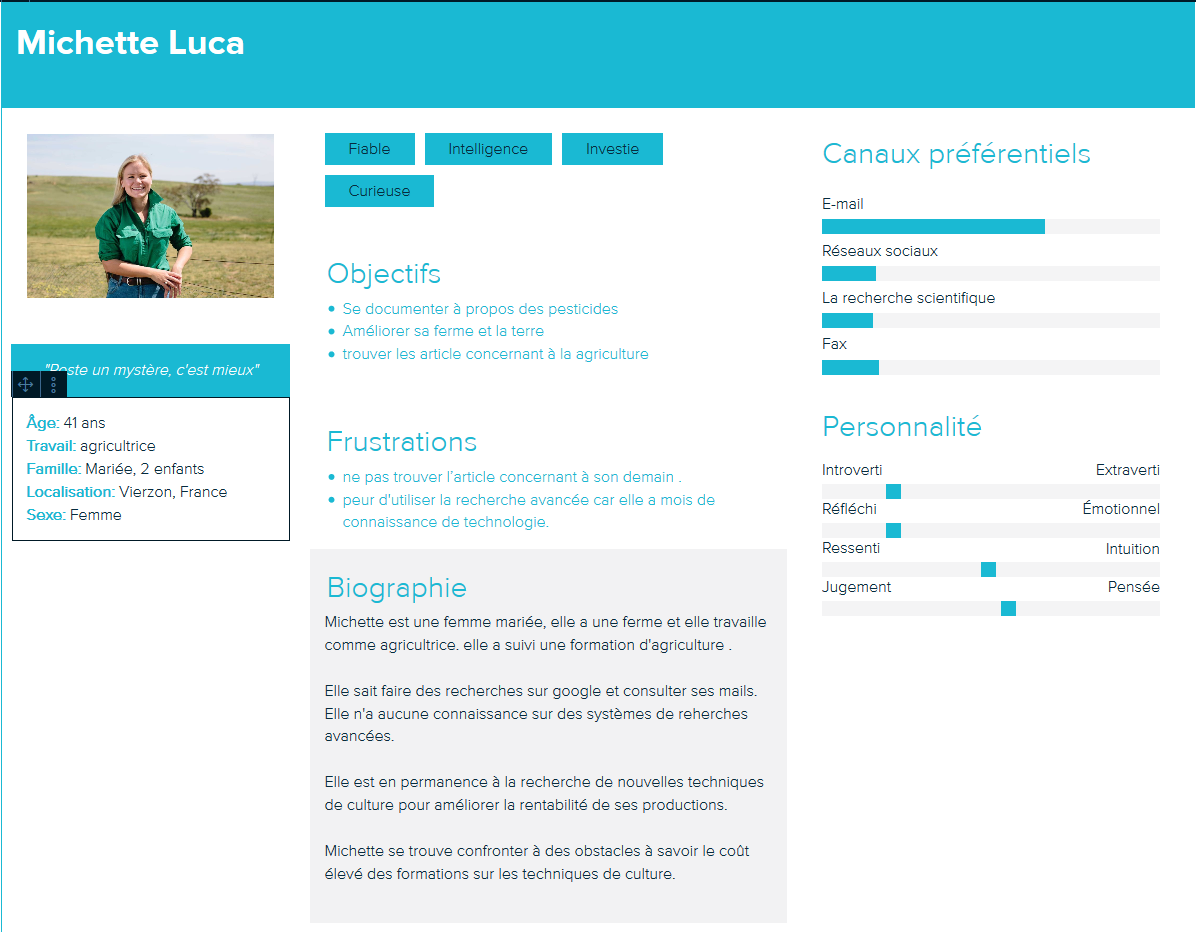 Michette Luca
"Reste un mystère, c'est mieux"
Âge: 41 ans
Travail: agricultrice
Famille: Mariée, 2 enfants
Localisation: Vierzon, France
Sexe: Femme
Fiable
Intelligence
Investie
Curieuse
Objectifs
• Se documenter à propos des pesticides
• Améliorer sa ferme et la terre
• trouver les article concernant à la agriculture
Frustrations
• ne pas trouver l'article concernant à son demain .
• peur d'utiliser la recherche avancée car elle a mois de
connaissance de technologie.
Biographie
Michette est une femme mariée, elle a une ferme et elle travaille
comme agricultrice. elle a suivi une formation d'agriculture .
Elle sait faire des recherches sur google et consulter ses mails.
Elle n'a aucune connaissance sur des systèmes de reherches
avancées.
Elle est en permanence à la recherche de nouvelles techniques
de culture pour améliorer la rentabilité de ses productions.
Michette se trouve confronter à des obstacles à savoir le coût
élevé des formations sur les techniques de culture.
Canaux préférentiels
E-mail
Réseaux sociaux
La recherche scientifique
Fax
Personnalité
Introverti Extraverti
Réfléchi Émotionnel
Ressenti Intuition
Jugement Pensée